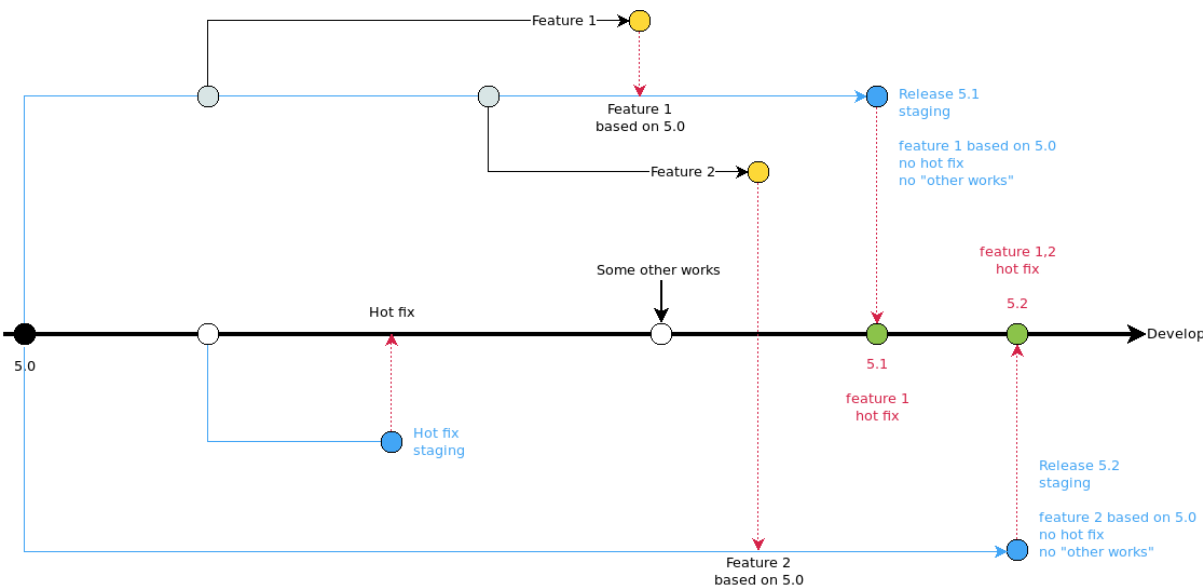 Feature 1
Feature 1
based on 5.0
Release 5.1
staging
feature 1 based on 5.0
no hot fix
no "other works"
Feature 2
Some other works
feature 1,2
hot fix
5.2
Hot fix
Develop
5.0
5.1
feature 1
hot fix
Hot fix
staging
Release 5.2
staging
feature 2 based on 5.0
no hot fix
no "other works"
Feature 2
based on 5.0